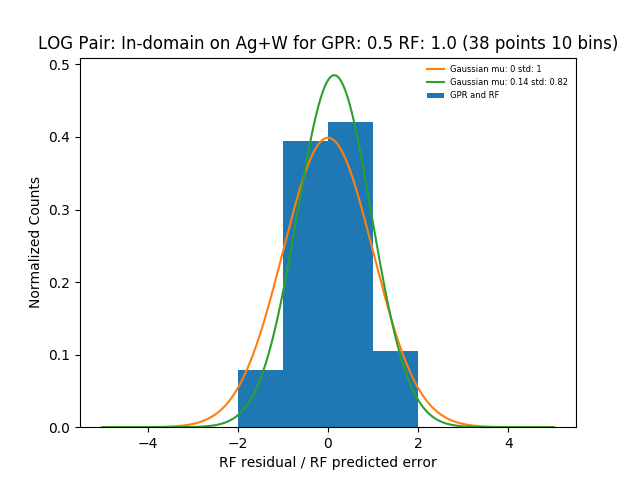 LOG Pair: In-domain on Ag+W for GPR: 0.5 RF: 1.0 (38 points 10 bins)
Gaussian mu: 0 std: 1
Gaussian mu: 0.14 std: 0.82
GPR and RF
Normalized Counts
0.5
0.4
0.3
0.2
0.1
0.0
−4
−2
0
2
4
RF residual / RF predicted error